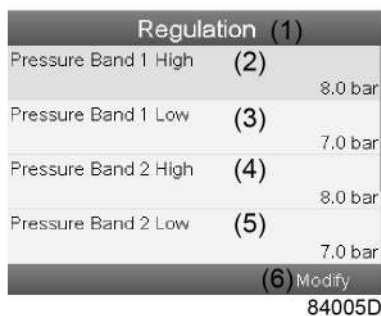 Regulation (1)
Pressure Band 1 High (2)
8.0 bar
Pressure Band 1 Low (3)
7.0 bar
Pressure Band 2 High (4)
8.0 bar
Pressure Band 2 Low (5)
7.0 bar
(6) Modify
84005D